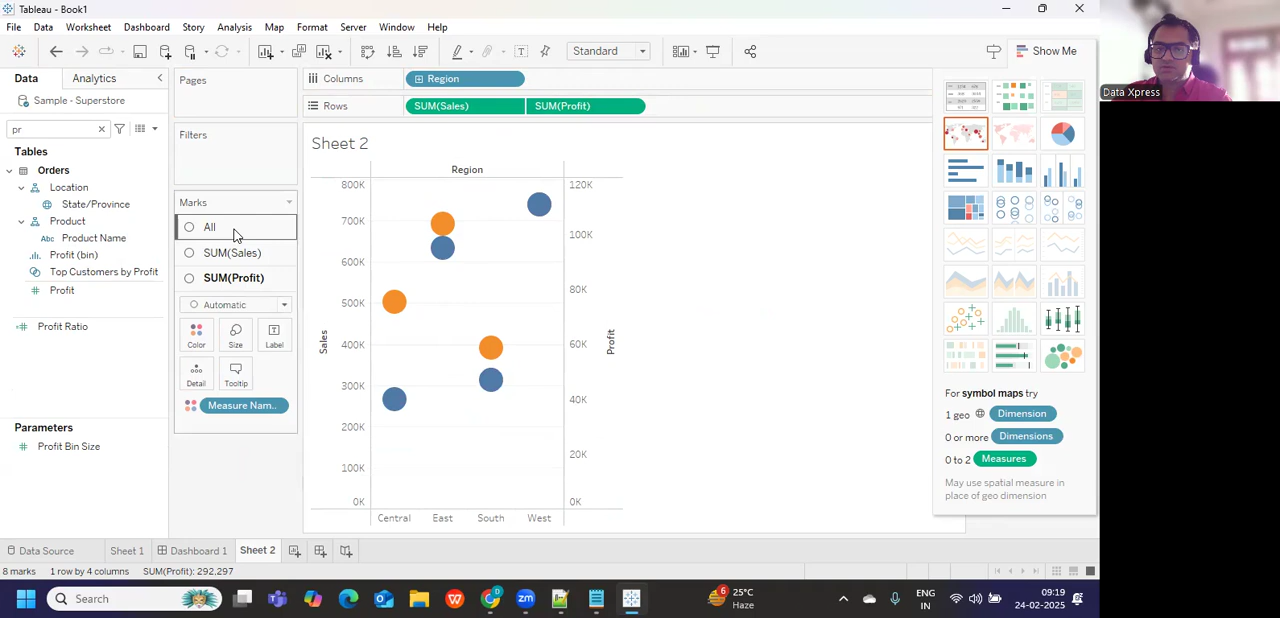 Tableau - Book1
File Data Worksheet Dashboard Story Analysis Map Format Server Window Help
Standard
Show Me
Data Analytics
Sample - Superstore
pr
Tables
Orders
Location
State/Province
Product
Abc Product Name
Profit (bin)
Top Customers by Profit
Profit
Profit Ratio
Parameters
Profit Bin Size
Pages
Filters
Marks
All
SUM(Sales)
SUM(Profit)
Automatic
Color Size Label
Detail Tooltip
Measure Nam..
Columns Region
Rows SUM(Sales) SUM(Profit)
Sheet 2
Region
800K 120K
700K
100K
600K
500K 80K
400K
60K
300K
40K
200K
20K
100K
0K 0K
Sales
Profit
Central East South West
For symbol maps try
1 geo Dimension
0 or more Dimensions
0 to 2 Measures
May use spatial measure in
place of geo dimension
Data Xpress
Data Source Sheet 1 Dashboard 1 Sheet 2
8 marks 1 row by 4 columns SUM(Profit): 292,297
Search
6
25°C
Haze
ENG
IN
09:19
24-02-2025